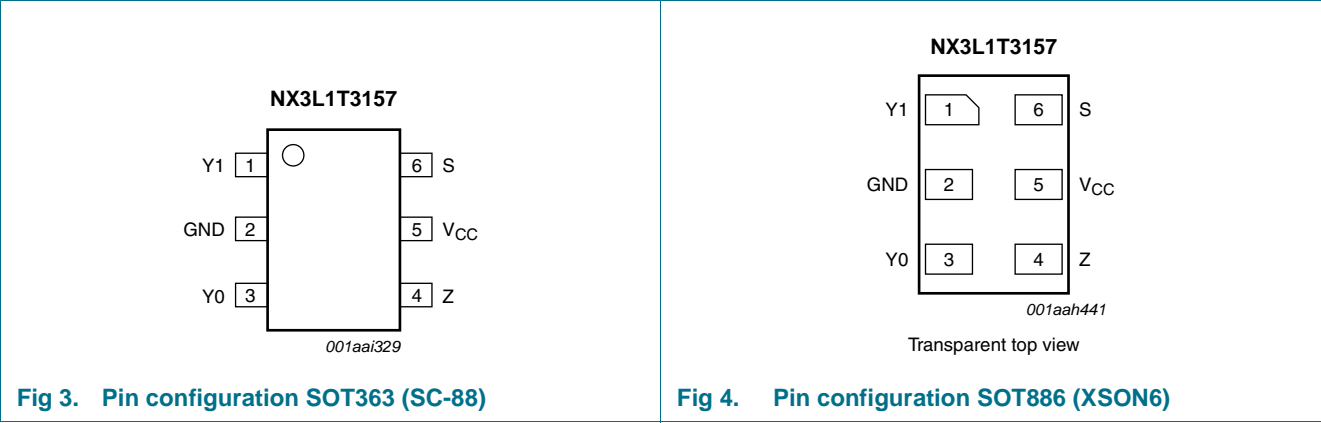 NX3L1T3157
Y1 1 6 S
GND 2 5 VCC
Y0 3 4 Z
001aai329
Fig 3. Pin configuration SOT363 (SC-88)
NX3L1T3157
Y1 1 6 S
GND 2 5 VCC
Y0 3 4 Z
001aah441
Transparent top view
Fig 4. Pin configuration SOT886 (XSON6)